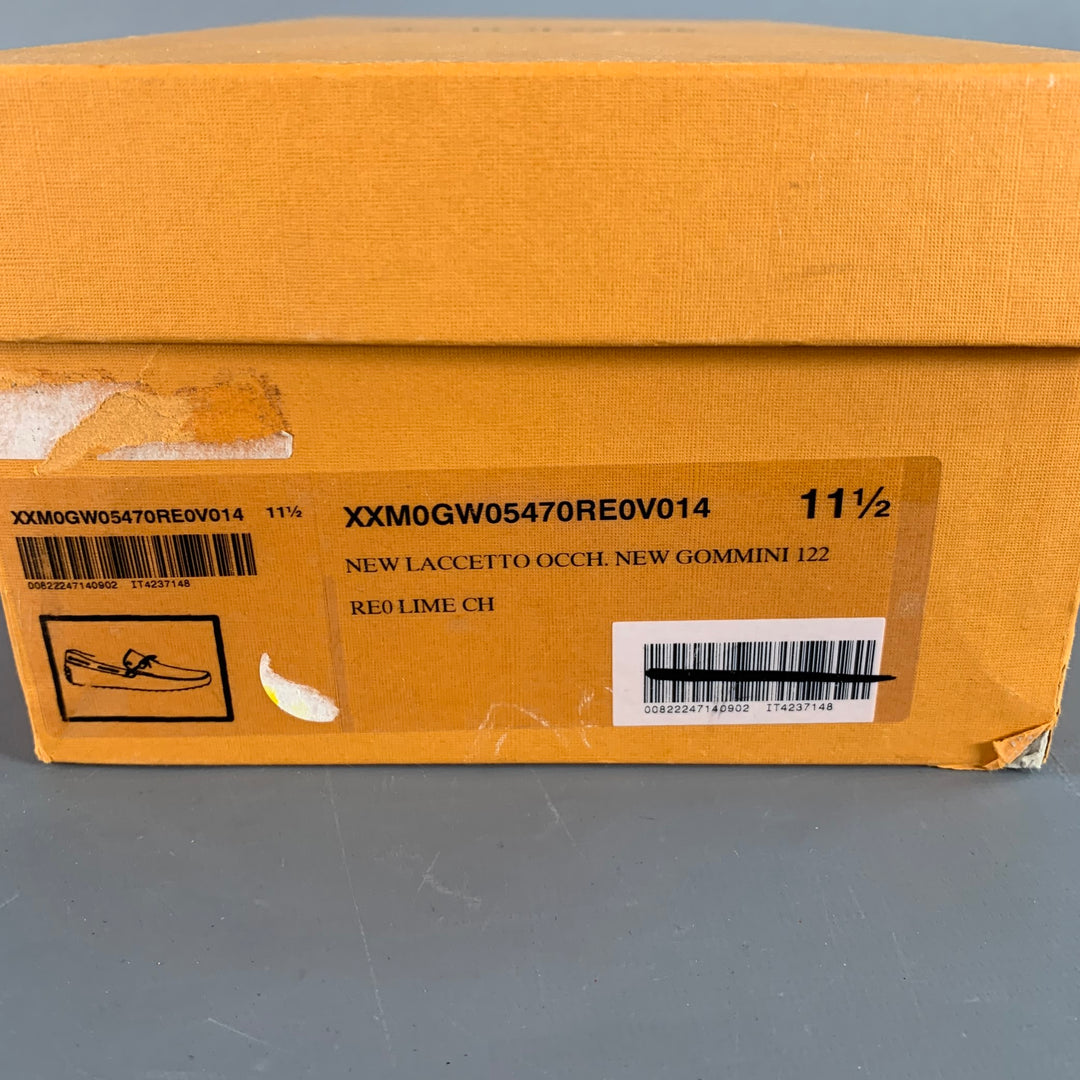 XXM0GW05470RE0V014 11½
00822247140902 IT4237148
XXM0GW05470RE0V014 11½
NEW LACCETTO OCCH. NEW GOMMINI 122
RE0 LIME CH
00822247140902 IT4237148